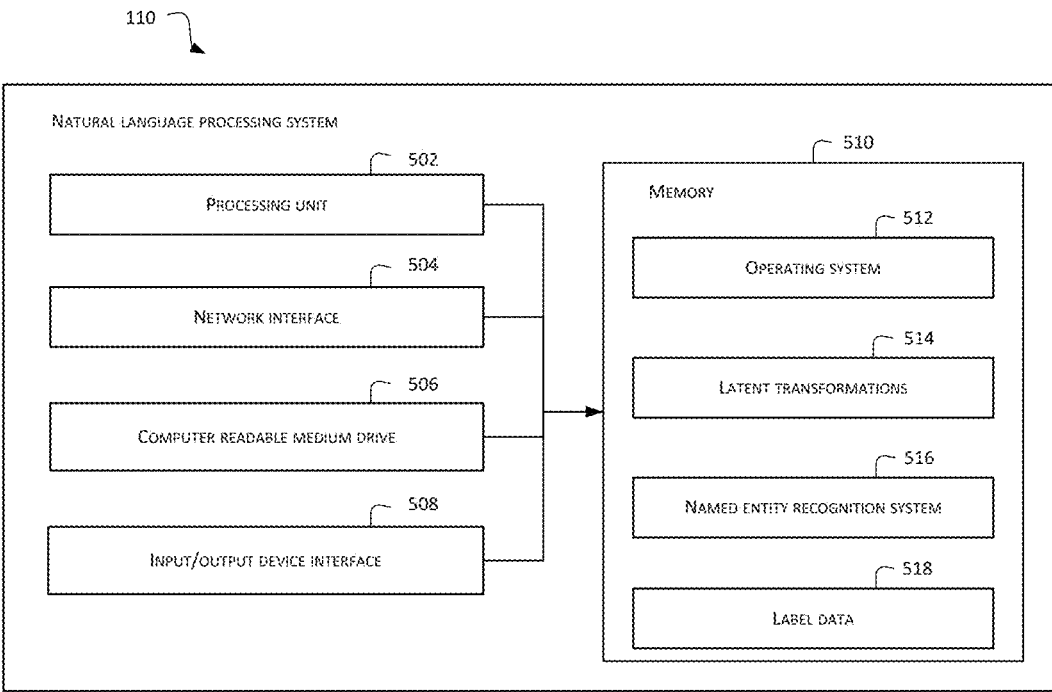 110
NATURAL LANGUAGE PROCESSING SYSTEM
502
PROCESSING UNIT
504
NETWORK INTERFACE
506
COMPUTER READABLE MEDIUM DRIVE
508
INPUT/OUTPUT DEVICE INTERFACE
510
MEMORY
512
OPERATING SYSTEM
514
LATENT TRANSFORMATIONS
516
NAMED ENTITY RECOGNITION SYSTEM
518
LABEL DATA